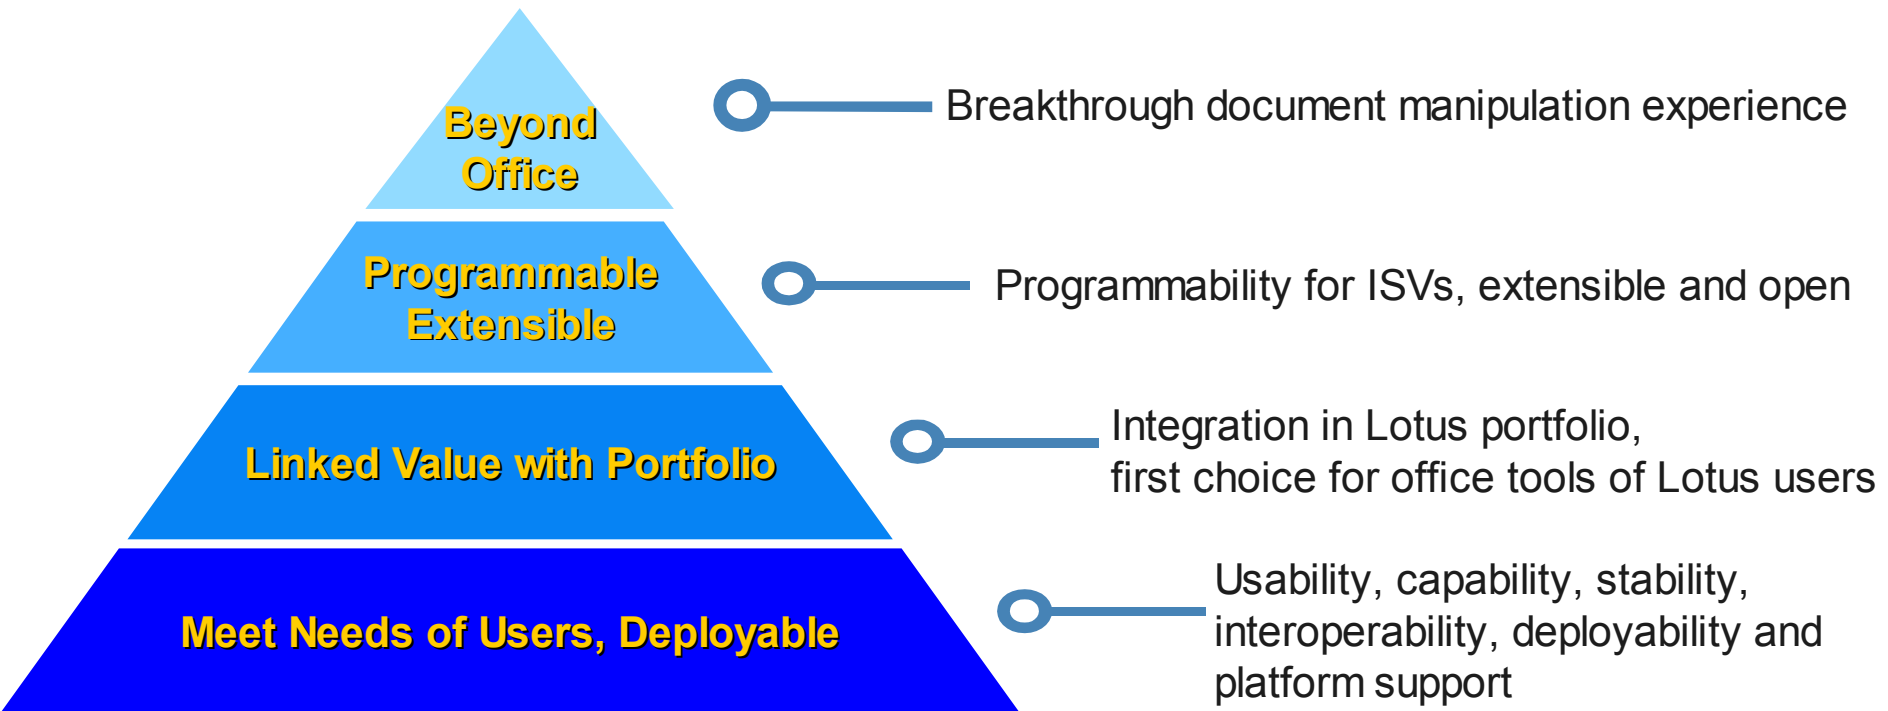 Beyond
Office
Breakthrough document manipulation experience
Programmable
Extensible
Programmability for ISVs, extensible and open
Linked Value with Portfolio
Integration in Lotus portfolio,
first choice for office tools of Lotus users
Meet Needs of Users, Deployable
Usability, capability, stability,
interoperability, deployability and
platform support